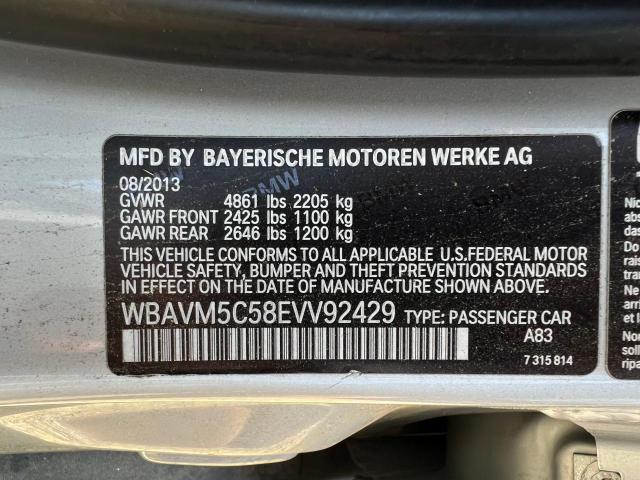 MFD BY BAYERISCHE MOTOREN WERKE AG
08/2013
GVWR 4861 lbs 2205 kg
GAWR FRONT 2425 lbs 1100 kg
GAWR REAR 2646 lbs 1200 kg
THIS VEHICLE CONFORMS TO ALL APPLICABLE U.S.FEDERAL MOTOR
VEHICLE SAFETY, BUMPER AND THEFT PREVENTION STANDARDS
IN EFFECT ON THE DATE OF MANUFACTURE SHOWN ABOVE.
WBAVM5C58EVV92429 TYPE: PASSENGER CAR
A83
7 315 814
BMW